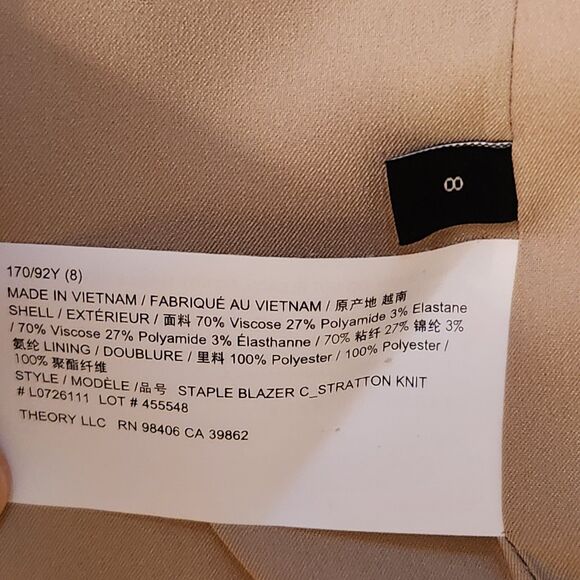 8
170/92Y (8)
MADE IN VIETNAM / FABRIQUÉ AU VIETNAM / 原产地 越南
SHELL / EXTÉRIEUR / 面料 70% Viscose 27% Polyamide 3% Elastane
/ 70% Viscose 27% Polyamide 3% Élasthanne / 70% 粘纤 27% 锦纶 3%
氨纶 LINING / DOUBLURE / 里料 100% Polyester / 100% Polyester /
100% 聚酯纤维
STYLE / MODÈLE /品号 STAPLE BLAZER C_STRATTON KNIT
# L0726111 LOT # 455548
THEORY LLC RN 98406 CA 39862